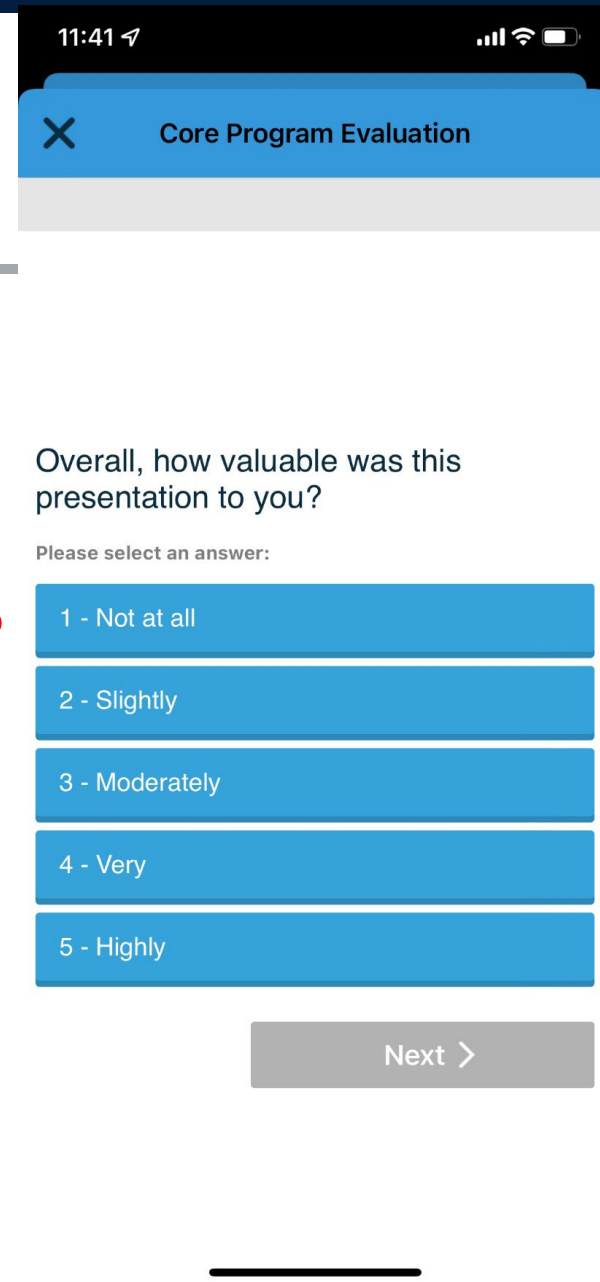 11:41
Core Program Evaluation
Overall, how valuable was this
presentation to you?
Please select an answer:
1 - Not at all
2 - Slightly
3 - Moderately
4 - Very
5 - Highly
Next